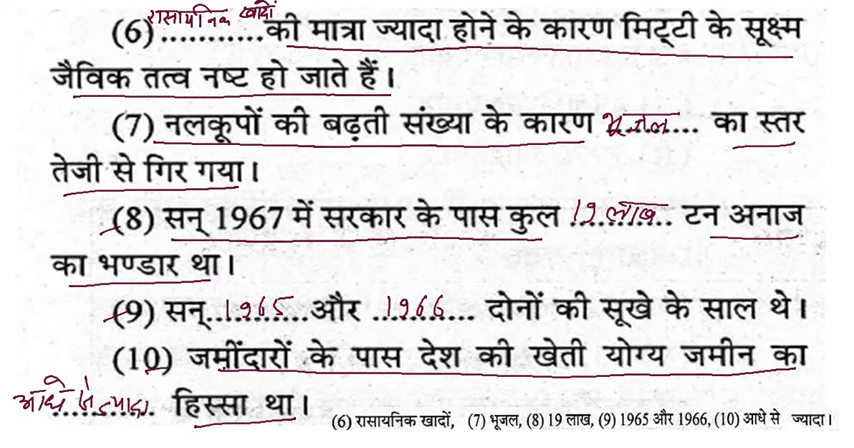 (6) रासायनिक खादों की मात्रा ज्यादा होने के कारण मिट्टी के सूक्ष्म
जैविक तत्व नष्ट हो जाते हैं।
(7) नलकूपों की बढ़ती संख्या के कारण भूजल... का स्तर
तेजी से गिर गया।
(8) सन् 1967 में सरकार के पास कुल 19 लाख टन अनाज
का भण्डार था।
(9) सन् 1965 और 1966 दोनों की सूखे के साल थे।
(10) जमींदारों के पास देश की खेती योग्य जमीन का
आधे से ज्यादा हिस्सा था।
(6) रासायनिक खादों, (7) भूजल, (8) 19 लाख, (9) 1965 और 1966, (10) आधे से ज्यादा।